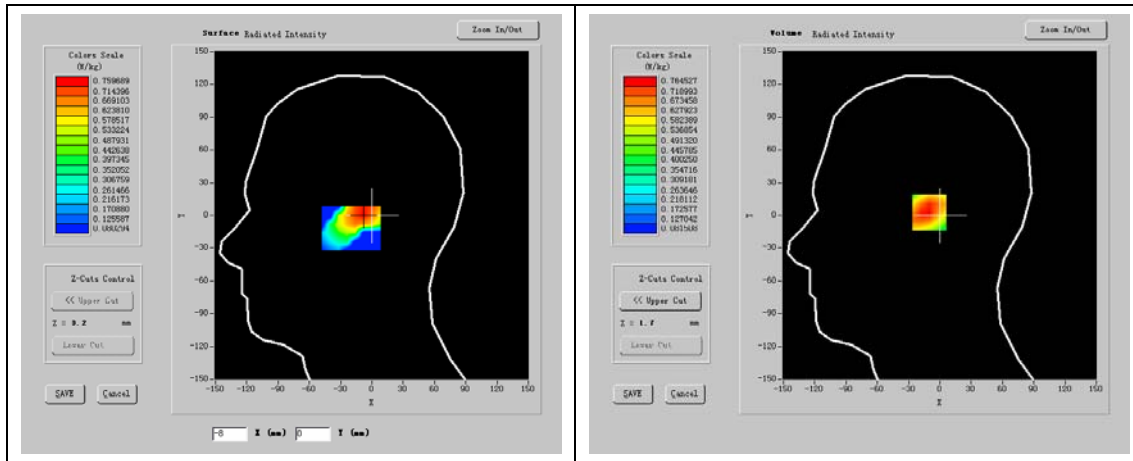 Surface Radiated Intensity
Zoom In/Out
Colors Scale
(W/kg)
0.759689
0.714396
0.669103
0.623810
0.578517
0.533224
0.487931
0.442638
0.397345
0.352052
0.306759
0.261466
0.216173
0.170880
0.125587
0.080294
150
120
90
60
30
0
-30
-60
-90
-120
-150
Y
-150 -120 -90 -60 -30 0 30 60 90 120 150
X
Z-Cuts Control
<< Upper Cut
mm
Lower Cut
SAVE
Cancel
-8 X (mm) 0 Y (mm)
Volume Radiated Intensity
Zoom In/Out
Colors Scale
(W/kg)
0.764527
0.718993
0.673458
0.627923
0.582389
0.536854
0.491320
0.445785
0.400250
0.354716
0.309181
0.263646
0.218112
0.172577
0.127042
0.081508
150
120
90
60
30
0
-30
-60
-90
-120
-150
Y
-150 -120 -90 -60 -30 0 30 60 90 120 150
X
Z-Cuts Control
<< Upper Cut
mm
Lower Cut
SAVE
Cancel